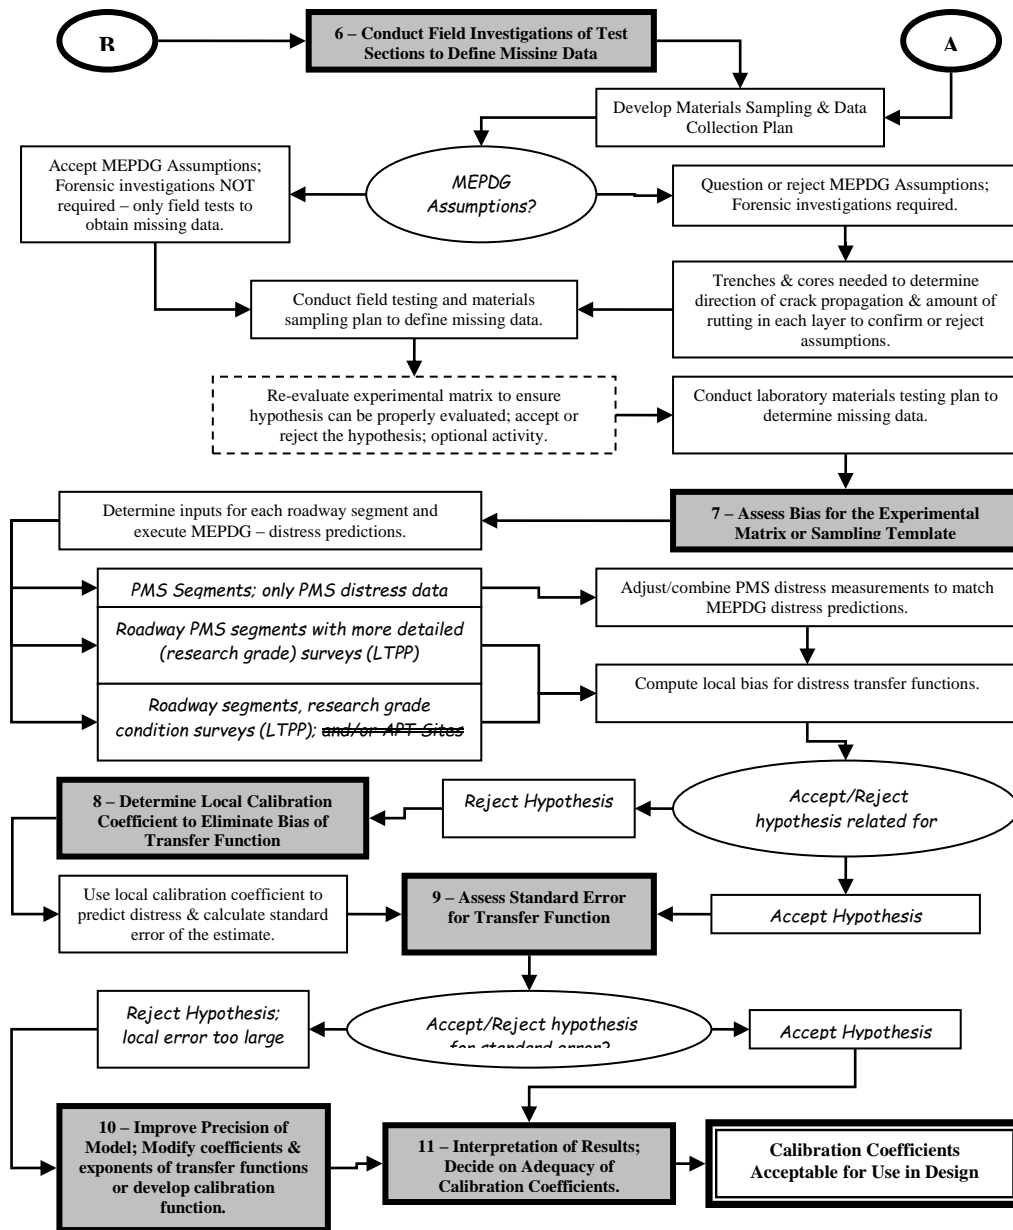 B
6 – Conduct Field Investigations of Test
Sections to Define Missing Data
A
Develop Materials Sampling & Data
Collection Plan
Accept MEPDG Assumptions;
Forensic investigations NOT
required – only field tests to
obtain missing data.
MEPDG
Assumptions?
Question or reject MEPDG Assumptions;
Forensic investigations required.
Conduct field testing and materials
sampling plan to define missing data.
Trenches & cores needed to determine
direction of crack propagation & amount of
rutting in each layer to confirm or reject
assumptions.
Re-evaluate experimental matrix to ensure
hypothesis can be properly evaluated; accept or
reject the hypothesis; optional activity.
Conduct laboratory materials testing plan to
determine missing data.
Determine inputs for each roadway segment and
execute MEPDG – distress predictions.
7 – Assess Bias for the Experimental
Matrix or Sampling Template
PMS Segments; only PMS distress data
Adjust/combine PMS distress measurements to match
MEPDG distress predictions.
Roadway PMS segments with more detailed
(research grade) surveys (LTPP)
Compute local bias for distress transfer functions.
Roadway segments, research grade
condition surveys (LTPP); and/or APT Sites
8 – Determine Local Calibration
Coefficient to Eliminate Bias of
Transfer Function
Reject Hypothesis
Accept/Reject
hypothesis related for
Use local calibration coefficient to
predict distress & calculate standard
error of the estimate.
9 – Assess Standard Error
for Transfer Function
Accept Hypothesis
Reject Hypothesis;
local error too large
Accept/Reject hypothesis
for standard error?
Accept Hypothesis
10 – Improve Precision of
Model; Modify coefficients &
exponents of transfer functions
or develop calibration
function.
11 – Interpretation of Results;
Decide on Adequacy of
Calibration Coefficients.
Calibration Coefficients
Acceptable for Use in Design